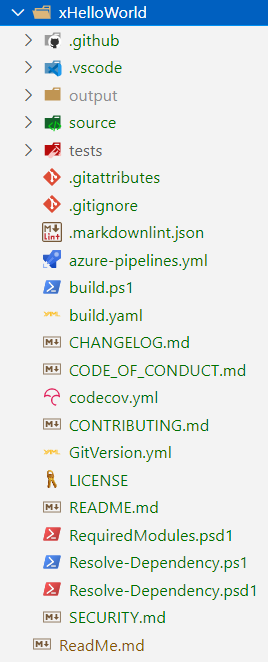 xHelloWorld
.github
.vscode
output
source
tests
.gitattributes
.gitignore
.markdownlint.json
azure-pipelines.yml
build.ps1
build.yaml
CHANGELOG.md
CODE_OF_CONDUCT.md
codecov.yml
CONTRIBUTING.md
GitVersion.yml
LICENSE
README.md
RequiredModules.psd1
Resolve-Dependency.ps1
Resolve-Dependency.psd1
SECURITY.md
ReadMe.md